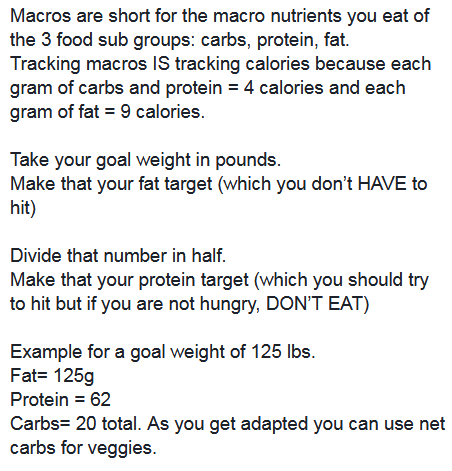 Macros are short for the macro nutrients you eat of
the 3 food sub groups: carbs, protein, fat.
Tracking macros IS tracking calories because each
gram of carbs and protein = 4 calories and each
gram of fat = 9 calories.

Take your goal weight in pounds.
Make that your fat target (which you don’t HAVE to
hit)

Divide that number in half.
Make that your protein target (which you should try
to hit but if you are not hungry, DON’T EAT)

Example for a goal weight of 125 lbs.
Fat= 125g
Protein = 62
Carbs= 20 total. As you get adapted you can use net
carbs for veggies.